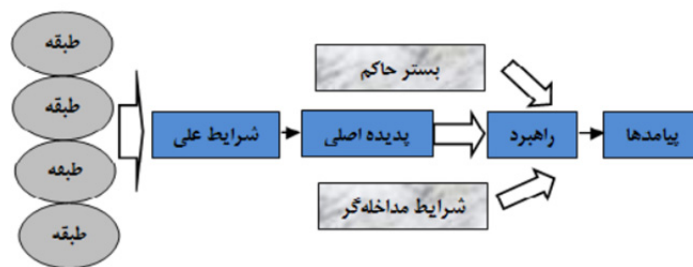 طبقه
طبقه
طبقه
طبقه
شرایط علی
پدیده اصلی
بستر حاکم
شرایط مداخله‌گر
راهبرد
پیامدها